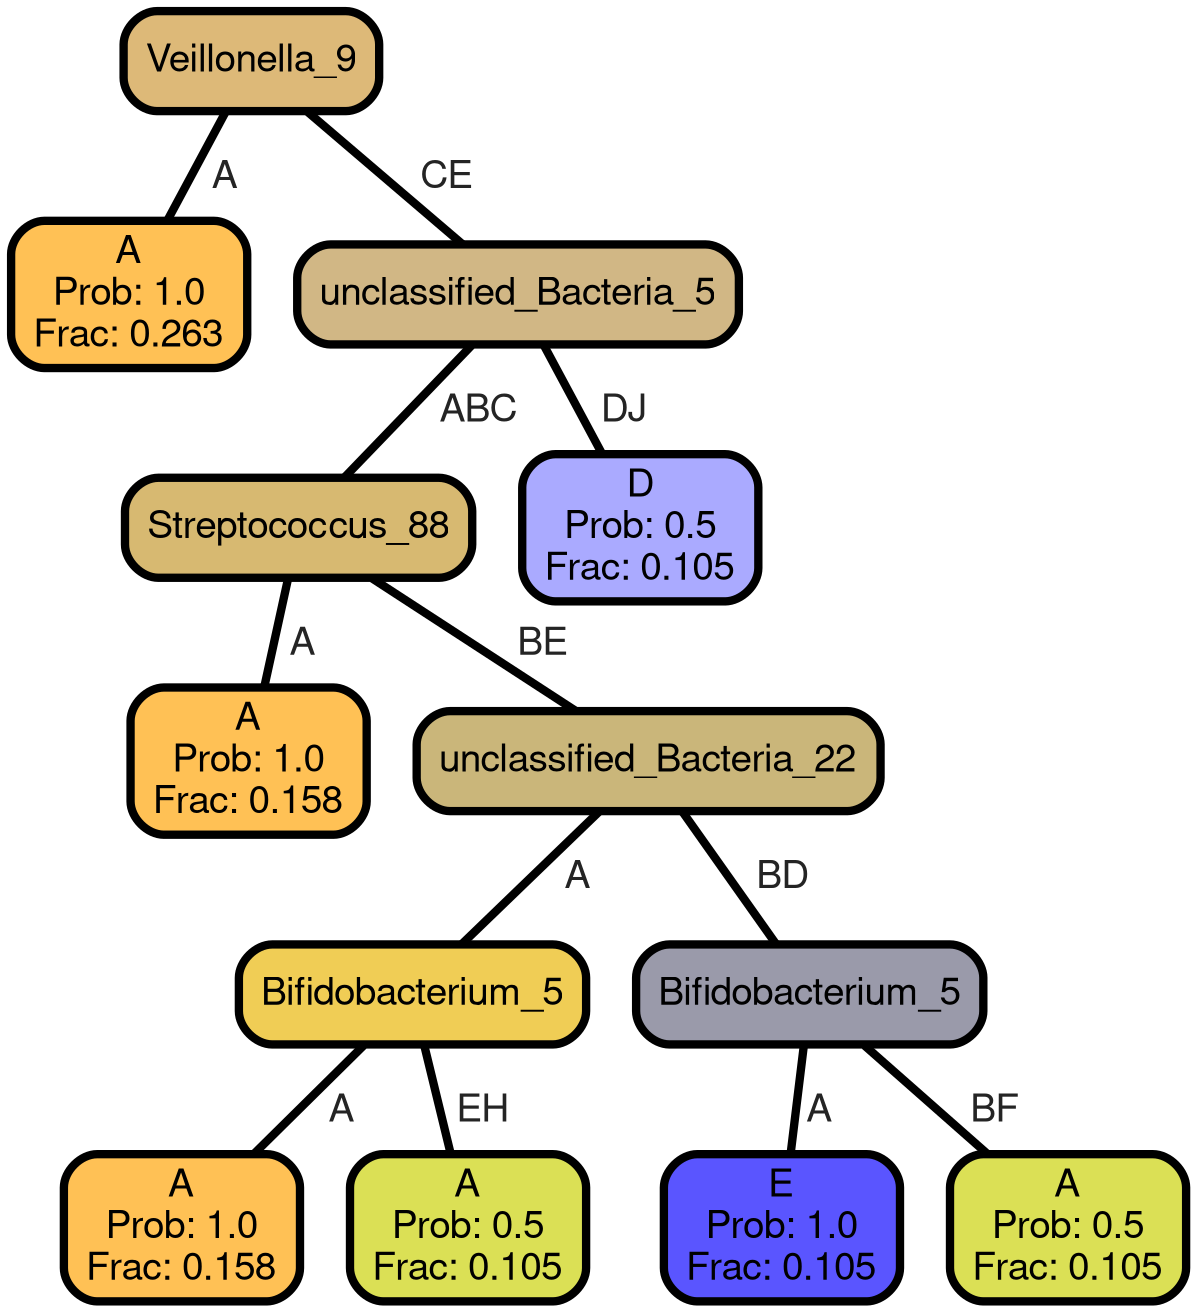 Veillonella_9
A
CE
A
Prob: 1.0
Frac: 0.263
unclassified_Bacteria_5
ABC
DJ
Streptococcus_88
D
Prob: 0.5
Frac: 0.105
A
BE
A
Prob: 1.0
Frac: 0.158
unclassified_Bacteria_22
A
BD
Bifidobacterium_5
Bifidobacterium_5
A
EH
A
BF
A
Prob: 1.0
Frac: 0.158
A
Prob: 0.5
Frac: 0.105
E
Prob: 1.0
Frac: 0.105
A
Prob: 0.5
Frac: 0.105